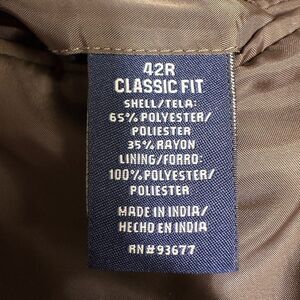 42R
CLASSIC FIT
SHELL/TELA:
65% POLYESTER/
POLIESTER
35% RAYON
LINING/FORRO:
100% POLYESTER/
POLIESTER
MADE IN INDIA/
HECHO EN INDIA
RN#93677